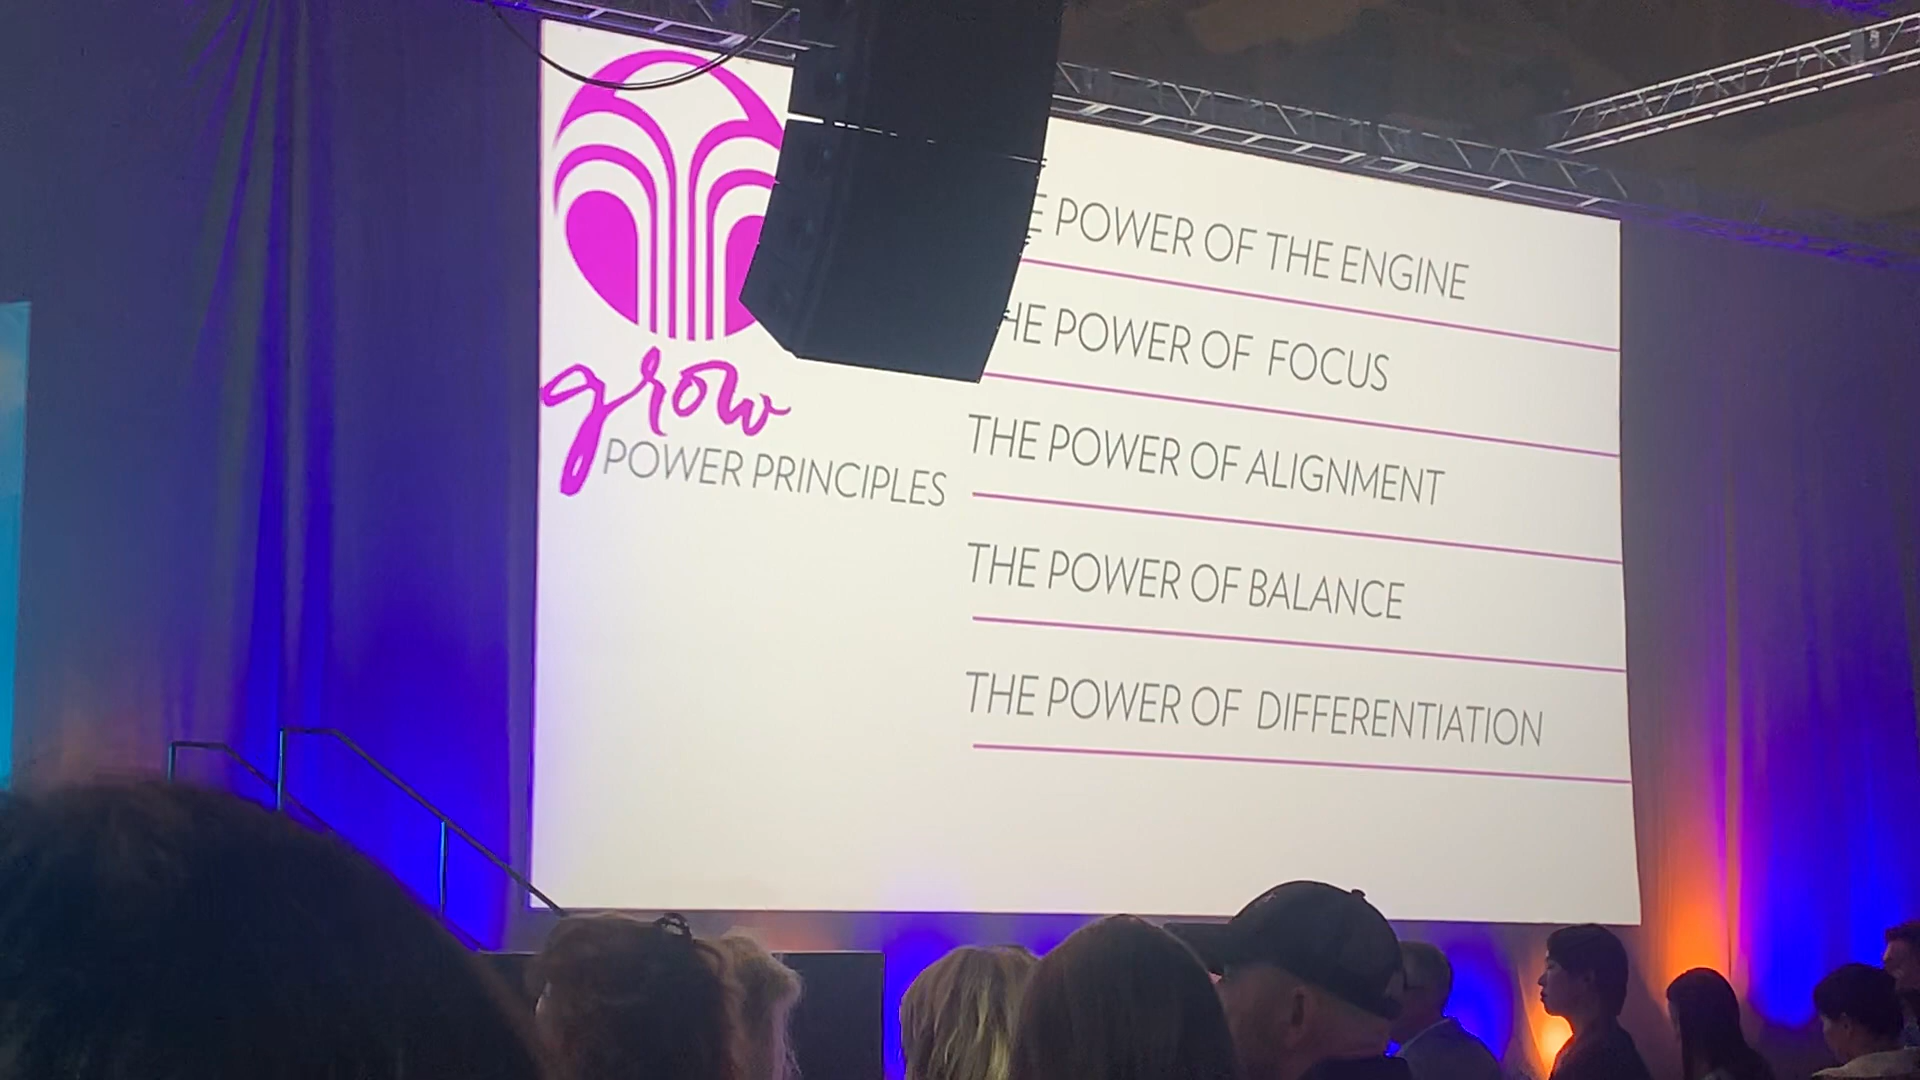 grow
POWER PRINCIPLES
E POWER OF THE ENGINE
HE POWER OF FOCUS
THE POWER OF ALIGNMENT
THE POWER OF BALANCE
THE POWER OF DIFFERENTIATION